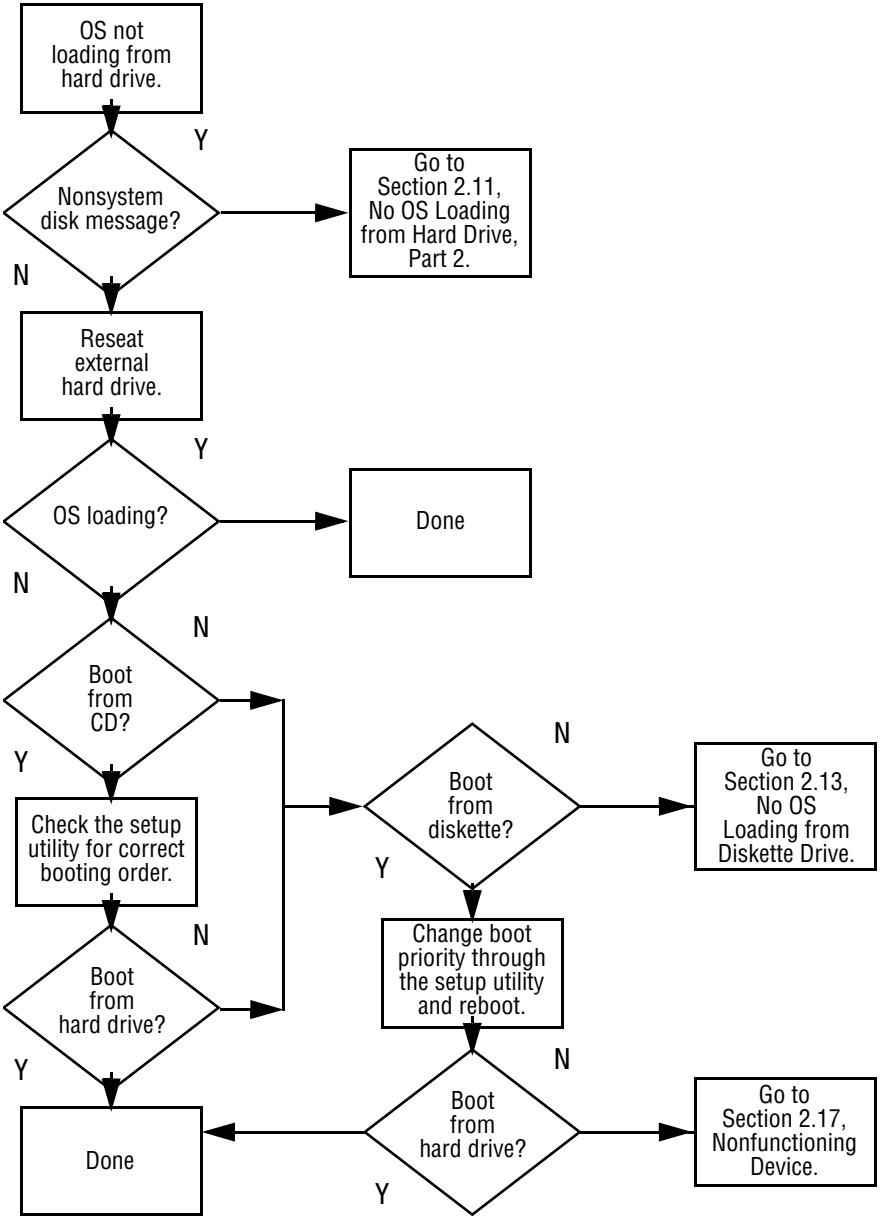 OS not
loading from
hard drive.
Y
Nonsystem
disk message?
Go to
Section 2.11,
No OS Loading
from Hard Drive,
Part 2.
N
Reseat
external
hard drive.
Y
OS loading?
Done
N
N
Boot
from
CD?
Y
Check the setup
utility for correct
booting order.
N
Boot
from
hard drive?
Y
Done
N
Boot
from
diskette?
Go to
Section 2.13,
No OS
Loading from
Diskette Drive.
Y
Change boot
priority through
the setup utility
and reboot.
N
Boot
from
hard drive?
Go to
Section 2.17,
Nonfunctioning
Device.
Y